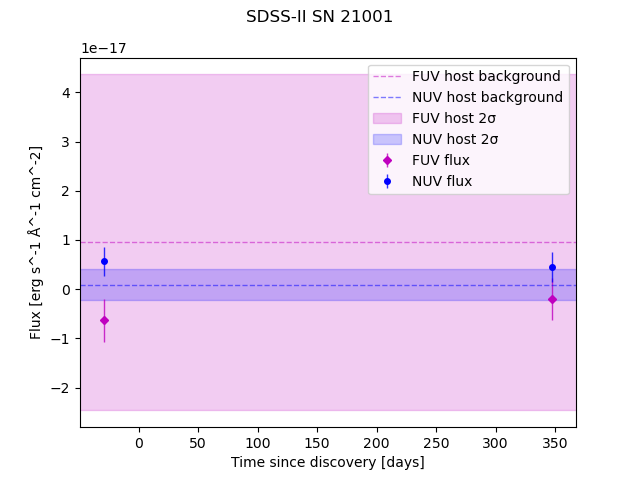 SDSS-II SN 21001
1e−17
FUV host background
NUV host background
FUV host 2σ
NUV host 2σ
FUV flux
NUV flux
4
3
2
1
0
−1
−2
Flux [erg s^-1 Å^-1 cm^-2]
0 50 100 150 200 250 300 350
Time since discovery [days]